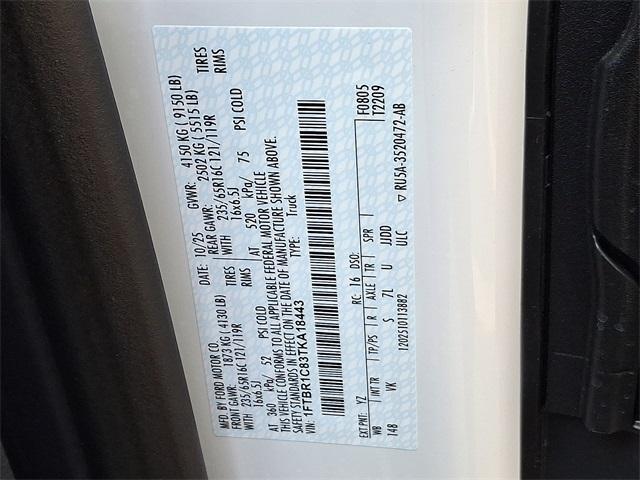 MFD. BY FORD MOTOR CO.
DATE: 10/25 GVWR: 4150 KG ( 9150 LB)
FRONT GAWR: 1873 KG ( 4130 LB) REAR GAWR: 2502 KG ( 5515 LB)
WITH 235/65R16C 121/119R TIRES WITH 235/65R16C 121/119R TIRES
16x6.5J RIMS 16x6.5J RIMS
AT 360 kPa/ 52 PSI COLD AT 520 kPa/ 75 PSI COLD
THIS VEHICLE CONFORMS TO ALL APPLICABLE FEDERAL MOTOR VEHICLE
SAFETY STANDARDS IN EFFECT ON THE DATE OF MANUFACTURE SHOWN ABOVE.
VIN: 1FTBR1C83TKA18443 TYPE: Truck
F0805
T2209
EXT PNT: YZ RC: 16 DSO:
WB INT TR TP/PS R AXLE TR SPR
148 VK S 7L U JJDD
ULC
1202510113882
▽ RU5A-3520472-AB